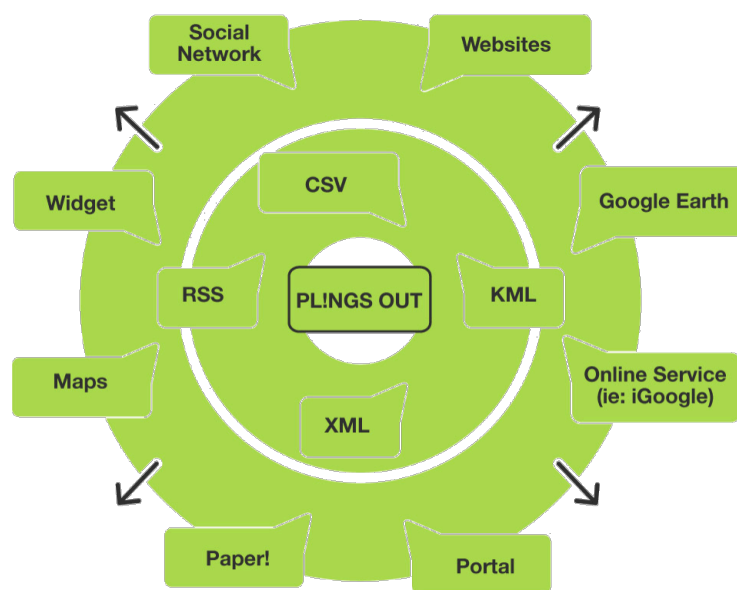 Social
Network
Websites
Widget
CSV
Google Earth
RSS
PL!NGS OUT
KML
Maps
Online Service
(ie: iGoogle)
XML
Paper!
Portal